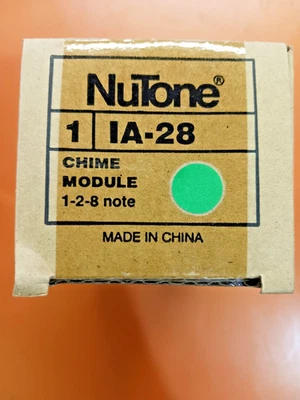 NuTone®
1 IA-28
CHIME
MODULE
1-2-8 note
MADE IN CHINA